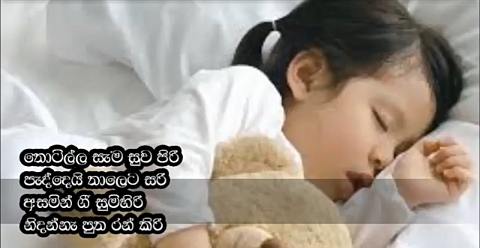 තොටිල්ල සැම සුව පිරි
පැද්දෙයි තාලෙට සරි
අසමින් ගී සුමිහිරි
නිදන්නෑ පුත රන් කිරි